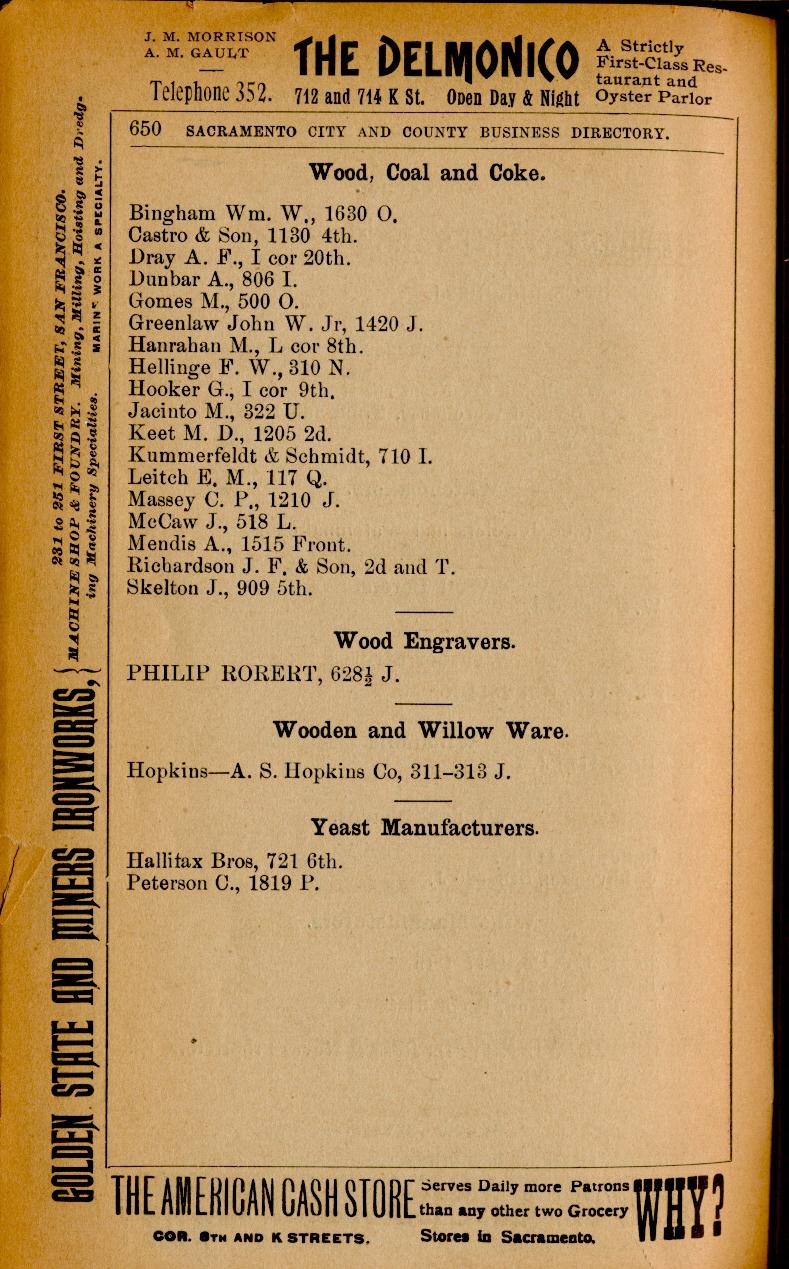 J. M. MORRISON
A. M. GAULT
Telephone 352.
THE DELMONICO
712 and 714 K St. Open Day & Night
A Strictly
First-Class Res-
taurant and
Oyster Parlor
650 SACRAMENTO CITY AND COUNTY BUSINESS DIRECTORY.
Wood, Coal and Coke.
Bingham Wm. W., 1630 O.
Castro & Son, 1130 4th.
Dray A. F., I cor 20th.
Dunbar A., 806 I.
Gomes M., 500 O.
Greenlaw John W. Jr, 1420 J.
Hanrahan M., L cor 8th.
Hellinge F. W., 310 N.
Hooker G., I cor 9th.
Jacinto M., 322 U.
Keet M. D., 1205 2d.
Kummerfeldt & Schmidt, 710 I.
Leitch E. M., 117 Q.
Massey C. P., 1210 J.
McCaw J., 518 L.
Mendis A., 1515 Front.
Richardson J. F. & Son, 2d and T.
Skelton J., 909 5th.
Wood Engravers.
PHILIP RORERT, 628½ J.
Wooden and Willow Ware.
Hopkins—A. S. Hopkins Co, 311-313 J.
Yeast Manufacturers.
Hallifax Bros, 721 6th.
Peterson C., 1819 P.
GOLDEN STATE AND MINERS IRONWORKS,
231 to 251 FIRST STREET, SAN FRANCISCO.
MACHINE SHOP & FOUNDRY. Mining, Milling, Hoisting and Dredg-
ing Machinery Specialties. MARINE WORK A SPECIALTY.
THE AMERICAN CASH STORE
COR. 8TH AND K STREETS.
Serves Daily more Patrons
than any other two Grocery
Stores in Sacramento.
WHY?